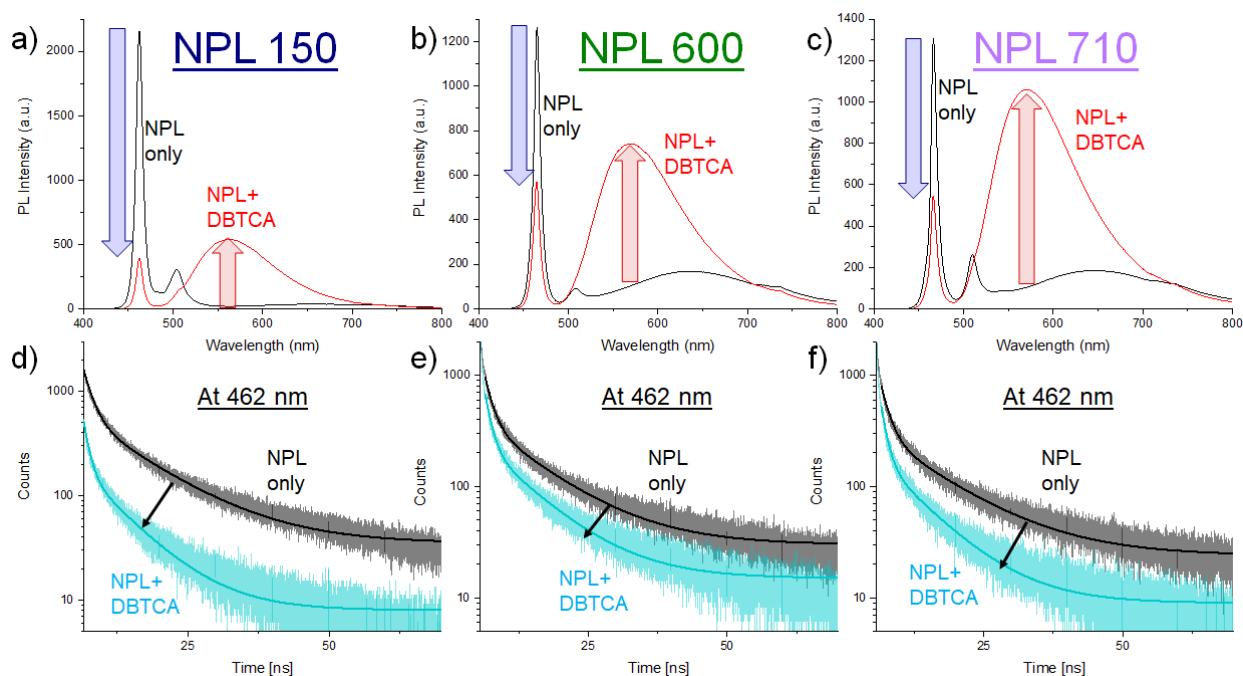 a)
NPL 150
2000
1500
1000
500
0
PL Intensity (a.u.)
NPL
only
NPL+
DBTCA
400
500
600
700
800
Wavelength (nm)
b)
NPL 600
1200
1000
800
600
400
200
0
PL Intensity (a.u.)
NPL
only
NPL+
DBTCA
400
500
600
700
800
Wavelength (nm)
c)
NPL 710
1400
1200
1000
800
600
400
200
0
PL Intensity (a.u.)
NPL
only
NPL+
DBTCA
400
500
600
700
800
Wavelength (nm)
d)
At 462 nm
1000
100
10
Counts
NPL
only
NPL+
DBTCA
25
50
Time [ns]
e)
At 462 nm
1000
100
10
Counts
NPL
only
NPL+
DBTCA
25
50
Time [ns]
f)
At 462 nm
1000
100
10
Counts
NPL
only
NPL+
DBTCA
25
50
Time [ns]